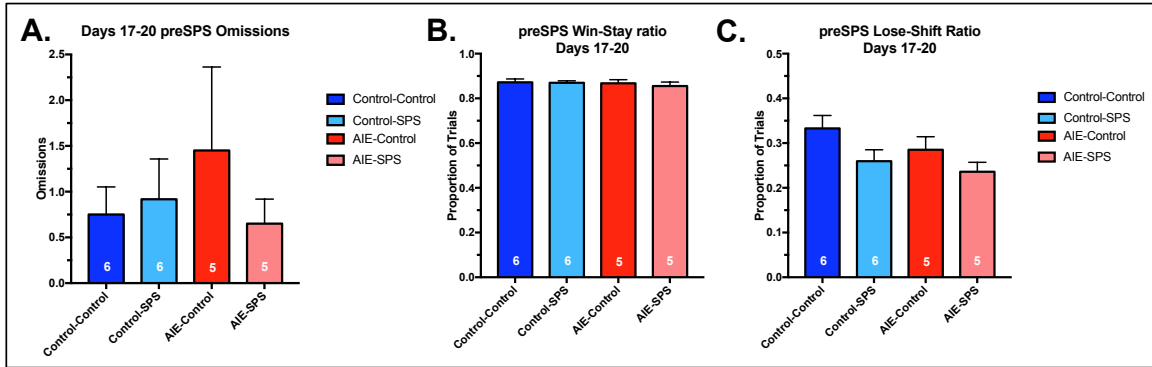 A.
Days 17-20 preSPS Omissions
Omissions
2.5
2.0
1.5
1.0
0.5
0.0
6
6
5
5
Control-Control
Control-SPS
AIE-Control
AIE-SPS
Control-Control
Control-SPS
AIE-Control
AIE-SPS
B.
preSPS Win-Stay ratio
Days 17-20
Proportion of Trials
1.0
0.8
0.6
0.4
0.2
0.0
6
6
5
5
Control-Control
Control-SPS
AIE-Control
AIE-SPS
C.
preSPS Lose-Shift Ratio
Days 17-20
Proportion of Trials
0.5
0.4
0.3
0.2
0.1
0.0
6
6
5
5
Control-Control
Control-SPS
AIE-Control
AIE-SPS
Control-Control
Control-SPS
AIE-Control
AIE-SPS